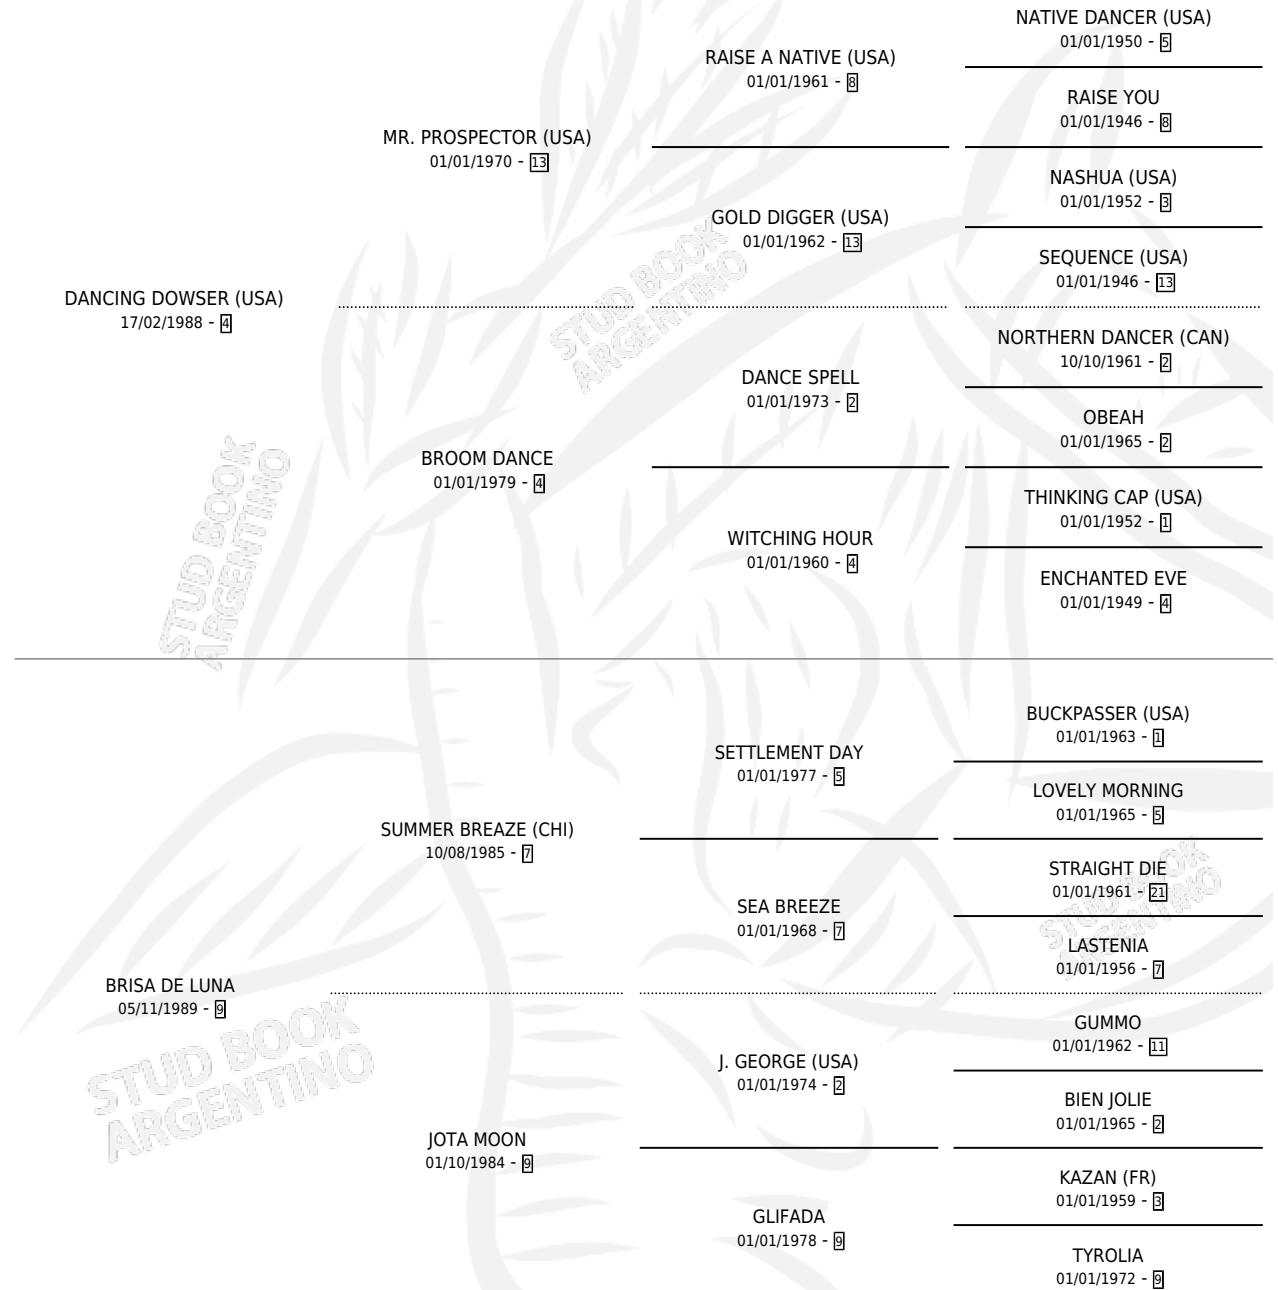 NATIVE DANCER (USA)
01/01/1950 - 5
RAISE A NATIVE (USA)
01/01/1961 - 8
RAISE YOU
01/01/1946 - 8
MR. PROSPECTOR (USA)
01/01/1970 - 13
NASHUA (USA)
01/01/1952 - 3
GOLD DIGGER (USA)
01/01/1962 - 13
SEQUENCE (USA)
01/01/1946 - 13
DANCING DOWSER (USA)
17/02/1988 - 4
NORTHERN DANCER (CAN)
10/10/1961 - 2
DANCE SPELL
01/01/1973 - 2
OBEAH
01/01/1965 - 2
BROOM DANCE
01/01/1979 - 4
THINKING CAP (USA)
01/01/1952 - 1
WITCHING HOUR
01/01/1960 - 4
ENCHANTED EVE
01/01/1949 - 4
BUCKPASSER (USA)
01/01/1963 - 1
SETTLEMENT DAY
01/01/1977 - 5
LOVELY MORNING
01/01/1965 - 5
SUMMER BREAZE (CHI)
10/08/1985 - 7
STRAIGHT DIE
01/01/1961 - 21
SEA BREEZE
01/01/1968 - 7
LASTENIA
01/01/1956 - 7
BRISA DE LUNA
05/11/1989 - 9
GUMMO
01/01/1962 - 11
J. GEORGE (USA)
01/01/1974 - 2
BIEN JOLIE
01/01/1965 - 2
JOTA MOON
01/10/1984 - 9
KAZAN (FR)
01/01/1959 - 3
GLIFADA
01/01/1978 - 9
TYROLIA
01/01/1972 - 9
STUD BOOK
ARGENTINO
STUD BOOK
ARGENTINO
STUD BOOK
ARGENTINO
STUD BOOK
ARGENTINO